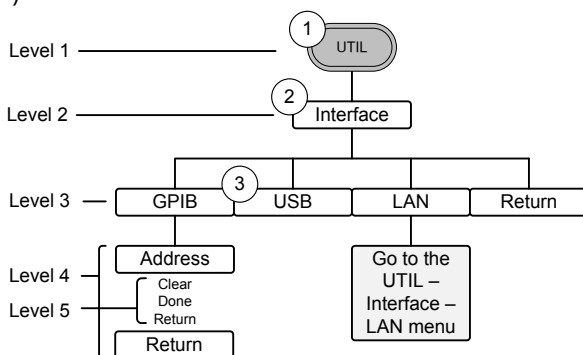 )
Level 1
1
UTIL
Level 2
2
Interface
Level 3
GPIB
3
USB
LAN
Return
Level 4
Address
Level 5
Clear
Done
Return
Return
Go to the
UTIL –
Interface –
LAN menu